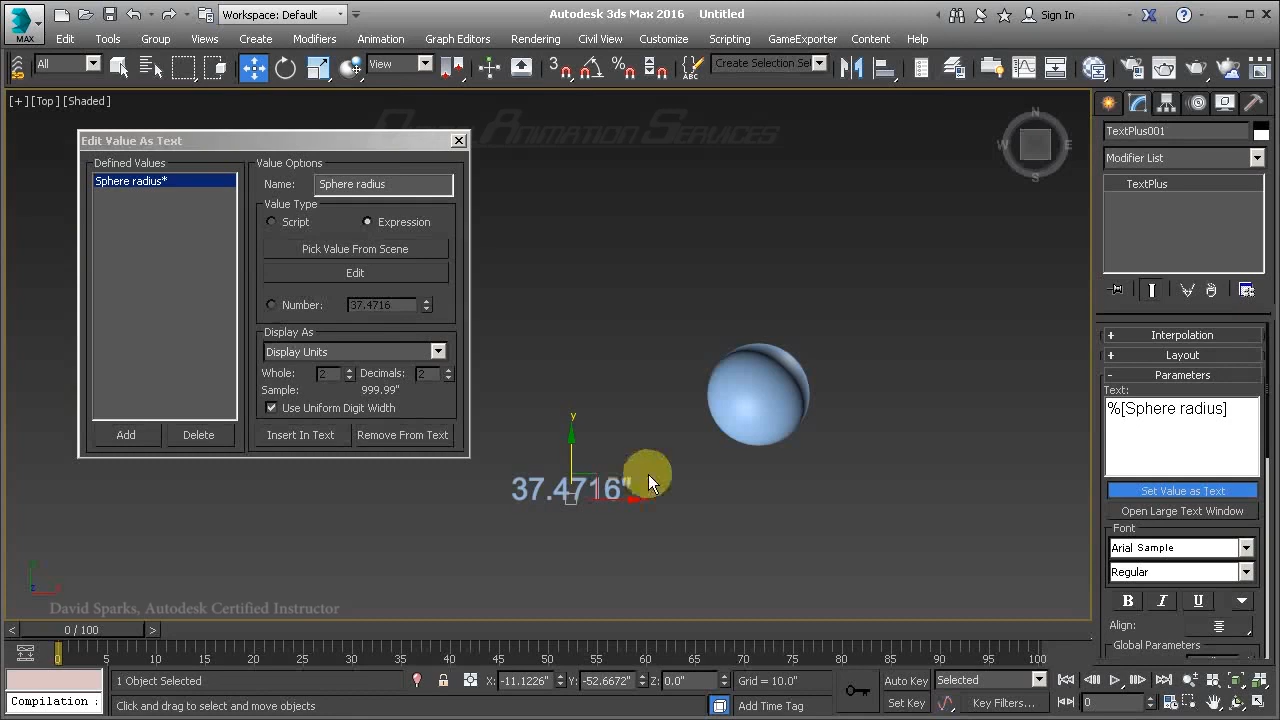 Autodesk 3ds Max 2016 Untitled
Workspace: Default
Sign In
MAX
Edit Tools Group Views Create Modifiers Animation Graph Editors Rendering Civil View Customize Scripting GameExporter Content Help
All
View
3
ABC
Create Selection Sel
[+] [Top] [Shaded]
Animation Services
N
W E
S
Edit Value As Text
Defined Values
Sphere radius*
Add
Delete
Value Options
Name: Sphere radius
Value Type
Script Expression
Pick Value From Scene
Edit
Number: 37.4716
Display As
Display Units
Whole: 2 Decimals: 2
Sample: 999.99"
Use Uniform Digit Width
Insert In Text Remove From Text
y
37.4716"
David Sparks, Autodesk Certified Instructor
TextPlus001
Modifier List
TextPlus
+ Interpolation
+ Layout
- Parameters
Text:
%[Sphere radius]
Set Value as Text
Open Large Text Window
Font
Arial Sample
Regular
B I U
Align:
Global Parameters
< 0 / 100 >
0 5 10 15 20 25 30 35 40 45 50 55 60 65 70 75 80 85 90 95 100
1 Object Selected
X: -11.1226" Y: -52.6672" Z: 0.0" Grid = 10.0"
Auto Key Selected
Compilation :
Click and drag to select and move objects
Add Time Tag
Set Key Key Filters... 0